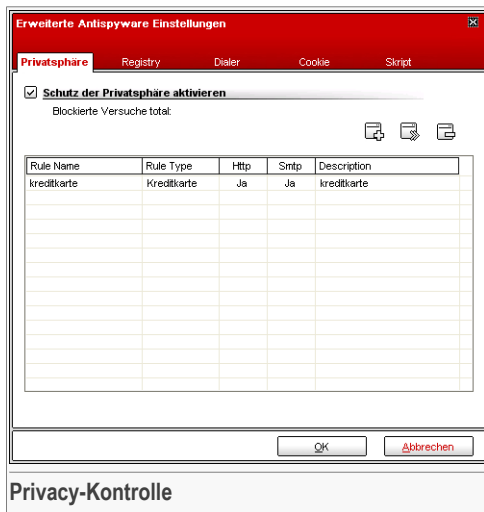 Erweiterte Antispyware Einstellungen
Privatsphäre Registry Dialer Cookie Skript
Schutz der Privatsphäre aktivieren
Blockierte Versuche total:
Rule Name Rule Type Http Smtp Description
kreditkarte Kreditkarte Ja Ja kreditkarte
OK Abbrechen
Privacy-Kontrolle